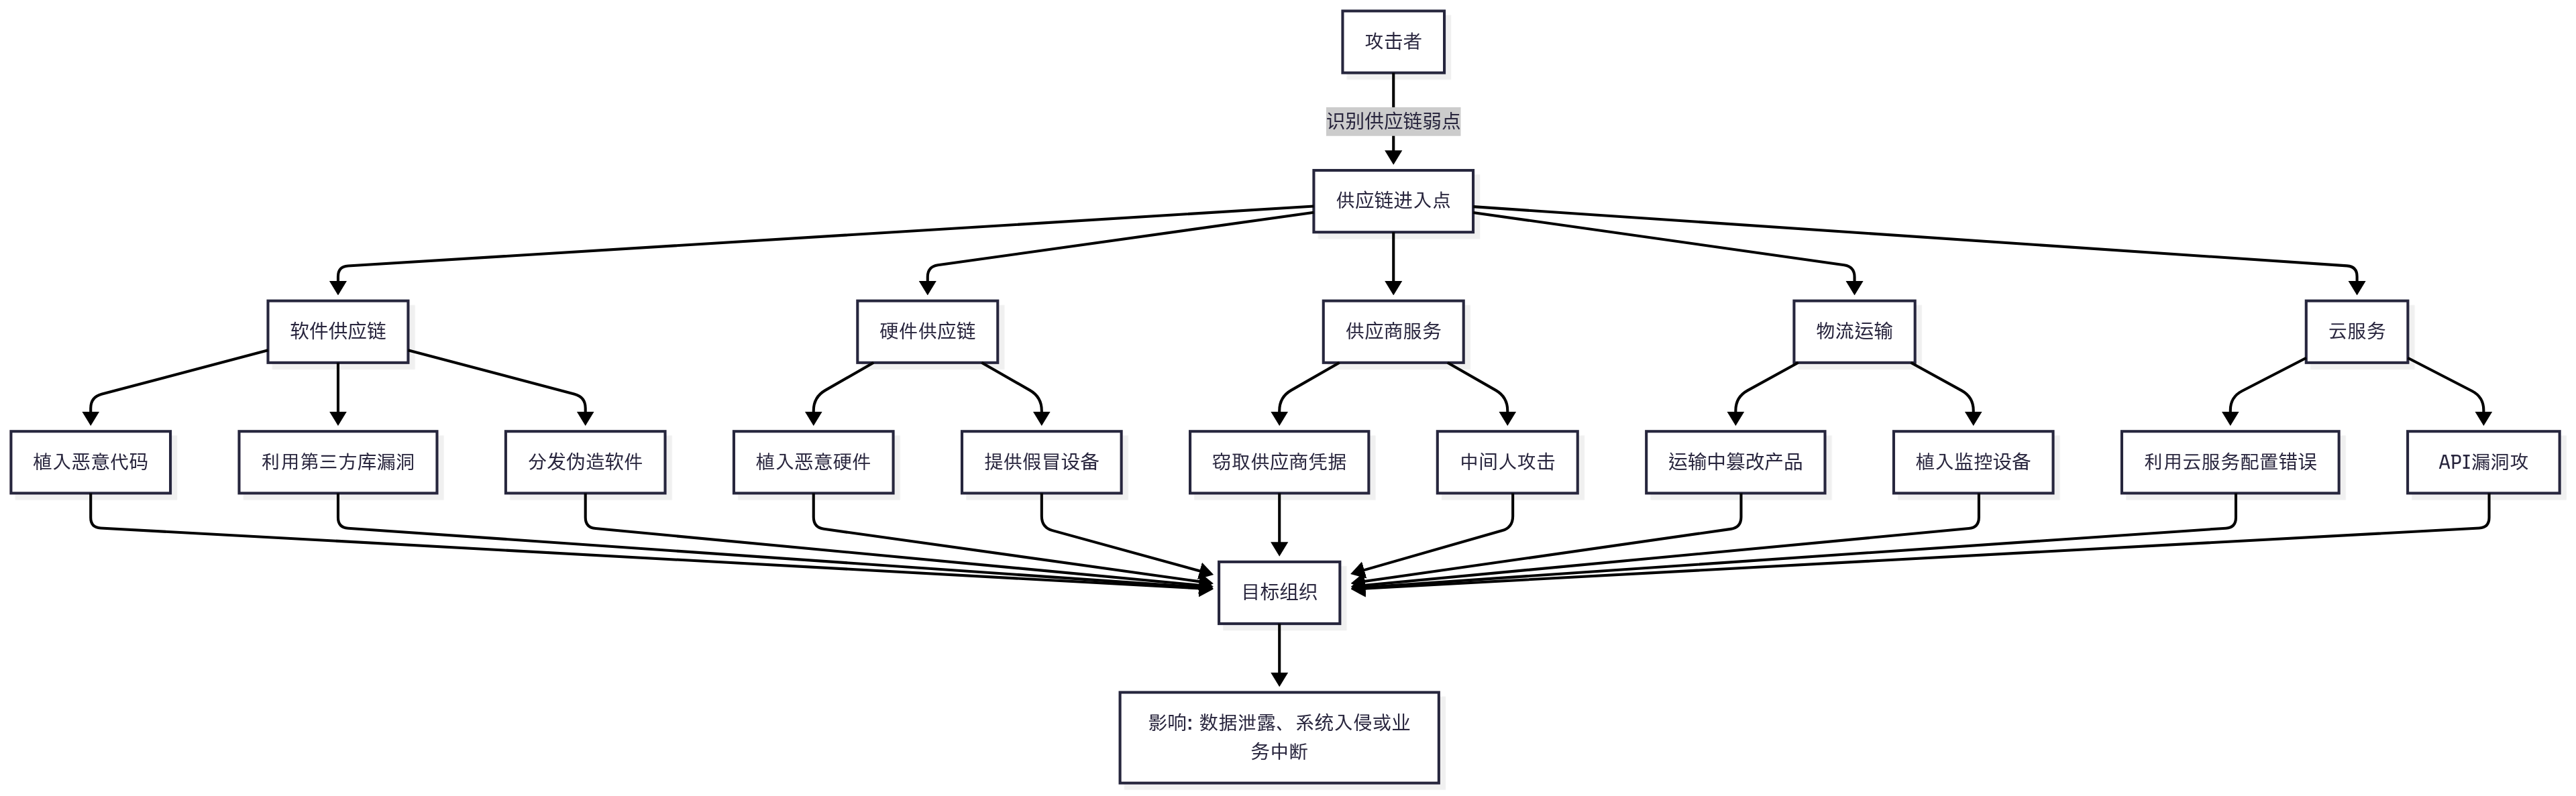 攻击者
识别供应链弱点
供应链进入点
软件供应链
硬件供应链
供应商服务
物流运输
云服务
植入恶意代码
利用第三方库漏洞
分发伪造软件
植入恶意硬件
提供假冒设备
窃取供应商凭据
中间人攻击
运输中篡改产品
植入监控设备
利用云服务配置错误
API漏洞攻
目标组织
影响: 数据泄露、系统入侵或业
务中断